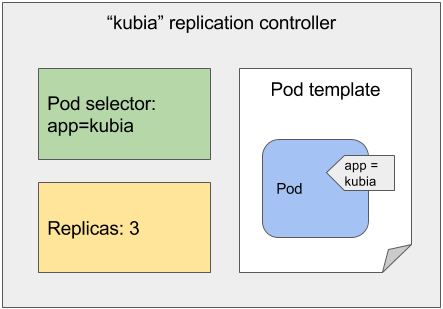 “kubia” replication controller
Pod selector:
app=kubia
Replicas: 3
Pod template
Pod
app =
kubia